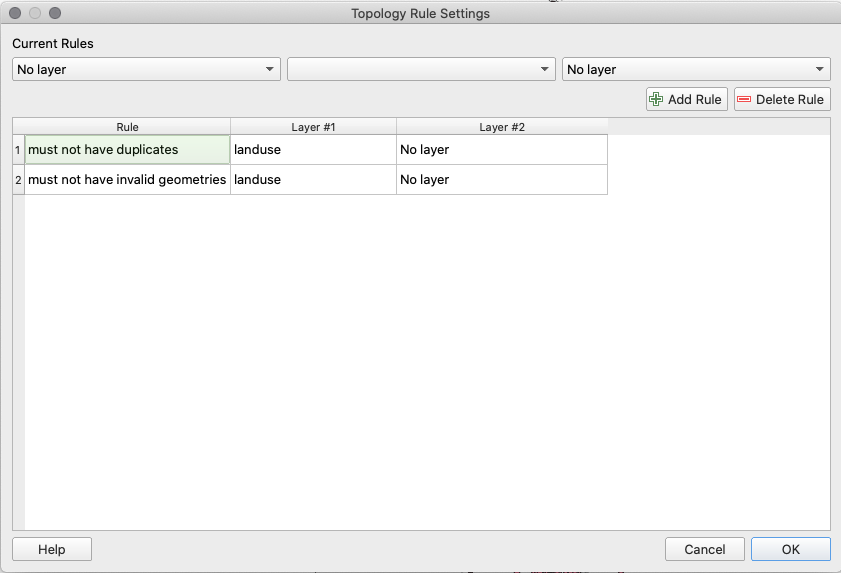 Topology Rule Settings
Current Rules
No layer No layer
Add Rule Delete Rule
Rule Layer #1 Layer #2
1 must not have duplicates landuse No layer
2 must not have invalid geometries landuse No layer
Help Cancel OK